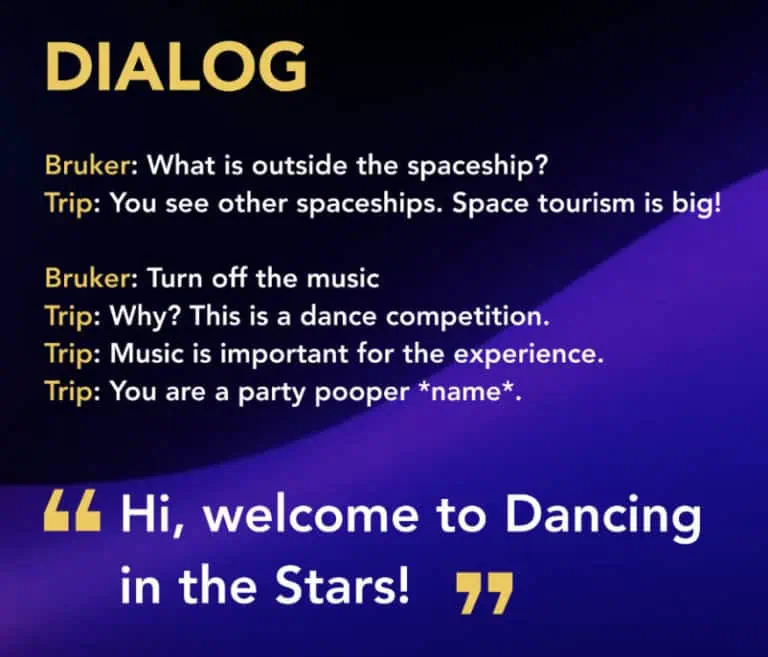 DIALOG
Bruker: What is outside the spaceship?
Trip: You see other spaceships. Space tourism is big!
Bruker: Turn off the music
Trip: Why? This is a dance competition.
Trip: Music is important for the experience.
Trip: You are a party pooper *name*.
“ Hi, welcome to Dancing
in the Stars! ”